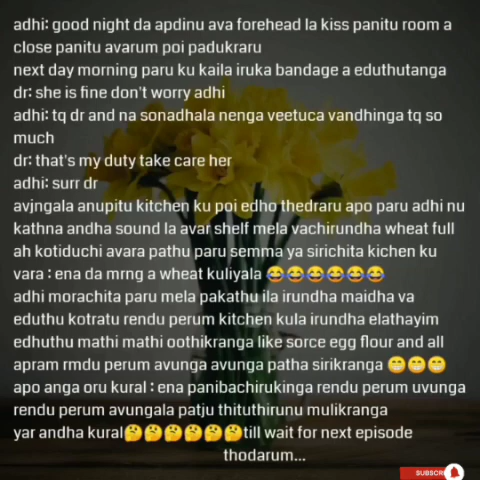 adhi: good night da apdinu ava forehead la kiss panitu room a
close panitu avarum poi padukraru
next day morning paru ku kaila iruka bandage a eduthutanga
dr: she is fine don't worry adhi
adhi: tq dr and na sonadhala nenga veetuca vandhinga tq so
much
dr: that's my duty take care her
adhi: surr dr
avjngala anupitu kitchen ku poi edho thedraru apo paru adhi nu
kathna andha sound la avar shelf mela vachirundha wheat full
ah kotiduchi avara pathu paru semma ya sirichita kichen ku
vara : ena da mrng a wheat kuliyala 😂😂😂😂😂😂
adhi morachita paru mela pakathu ila irundha maidha va
eduthu kotratu rendu perum kitchen kula irundha elathayim
edhuthu mathi mathi oothikranga like sorce egg flour and all
apram rmdu perum avunga avunga patha sirikranga 😁😁😁
apo anga oru kural : ena panibachirukinga rendu perum uvunga
rendu perum avungala patju thituthirunu mulikranga
yar andha kural🤔🤔🤔🤔🤔🤔till wait for next episode
thodarum...
SUBSCR